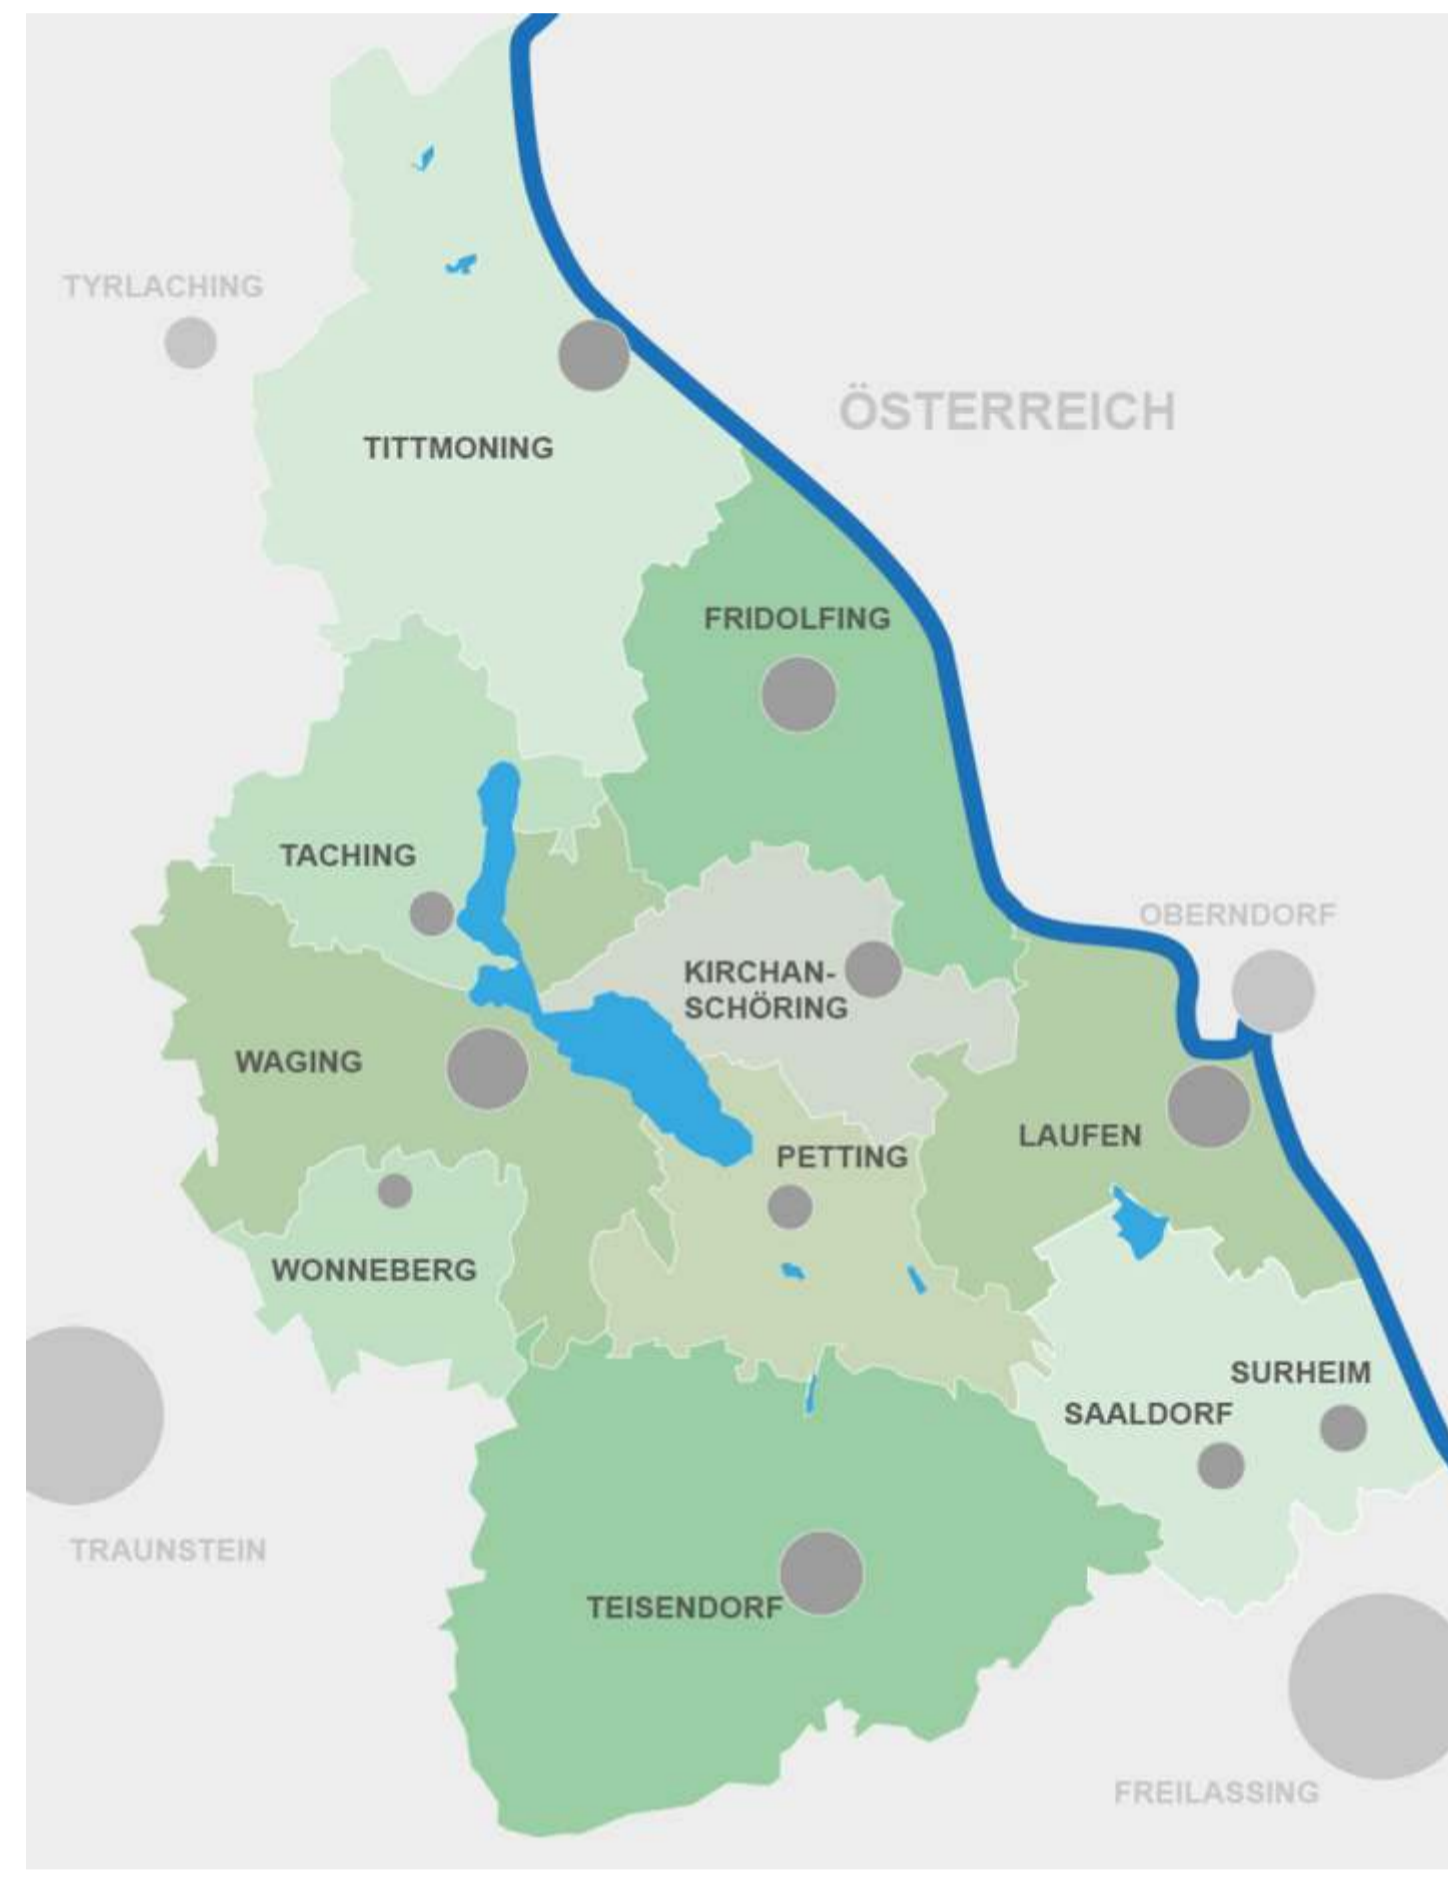 TYRLACHING
ÖSTERREICH
TITTMONING
FRIDOLFING
TACHING
OBERNDORF
KIRCHAN-
SCHÖRING
WAGING
LAUFEN
PETTING
WONNEBERG
SURHEIM
SAALDORF
TRAUNSTEIN
TEISENDORF
FREILASSING